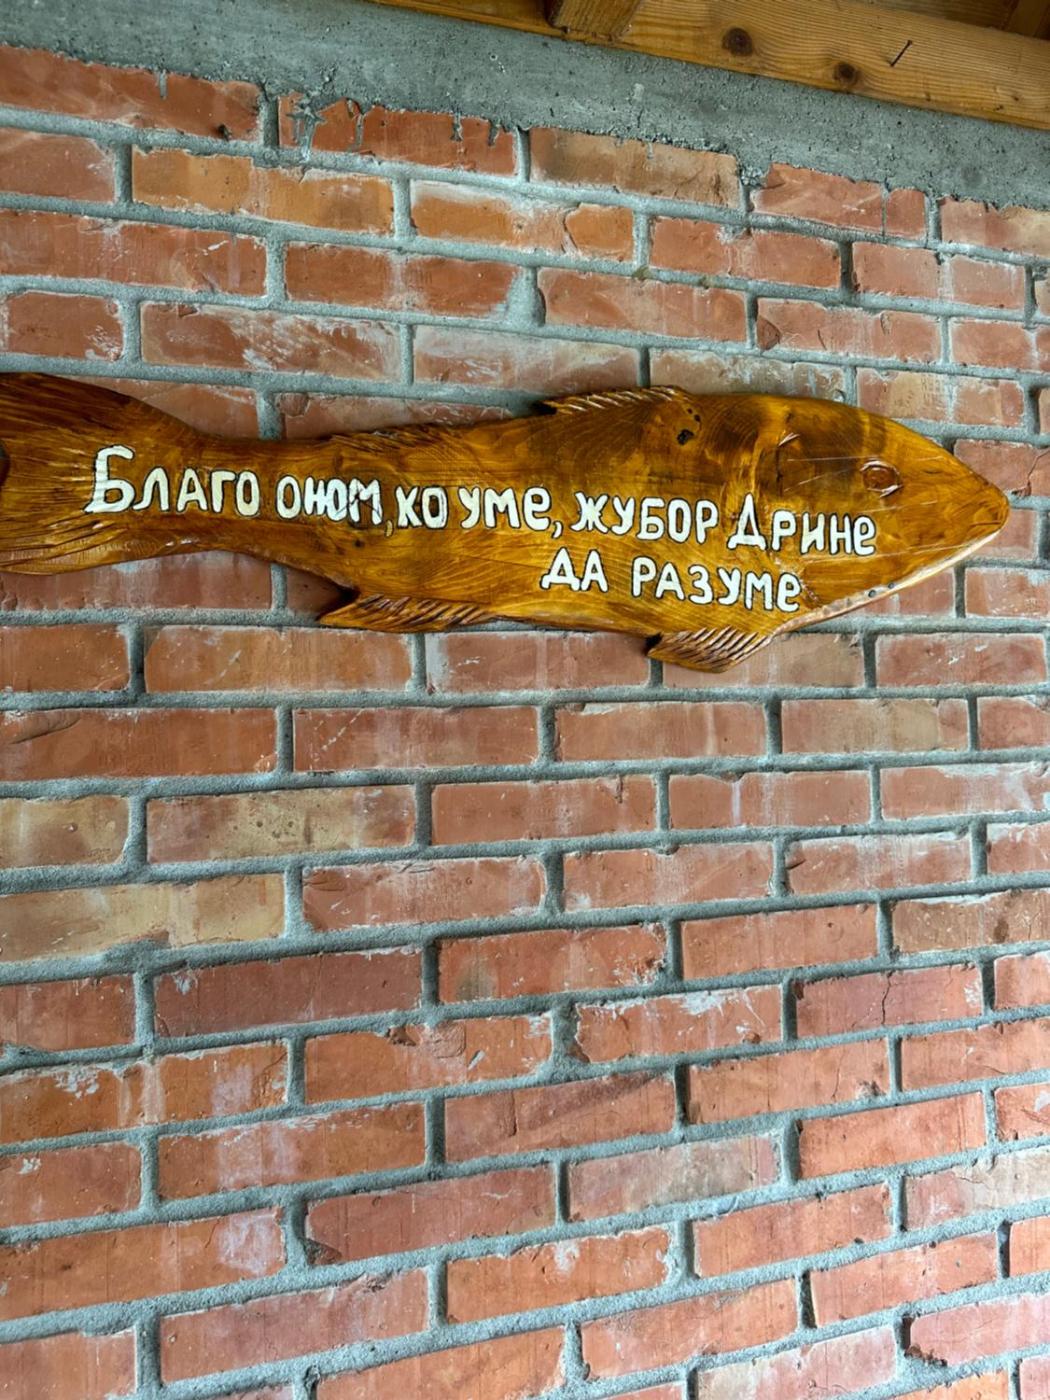 Благо оном, ко уме, жубор Дрине
да разуме